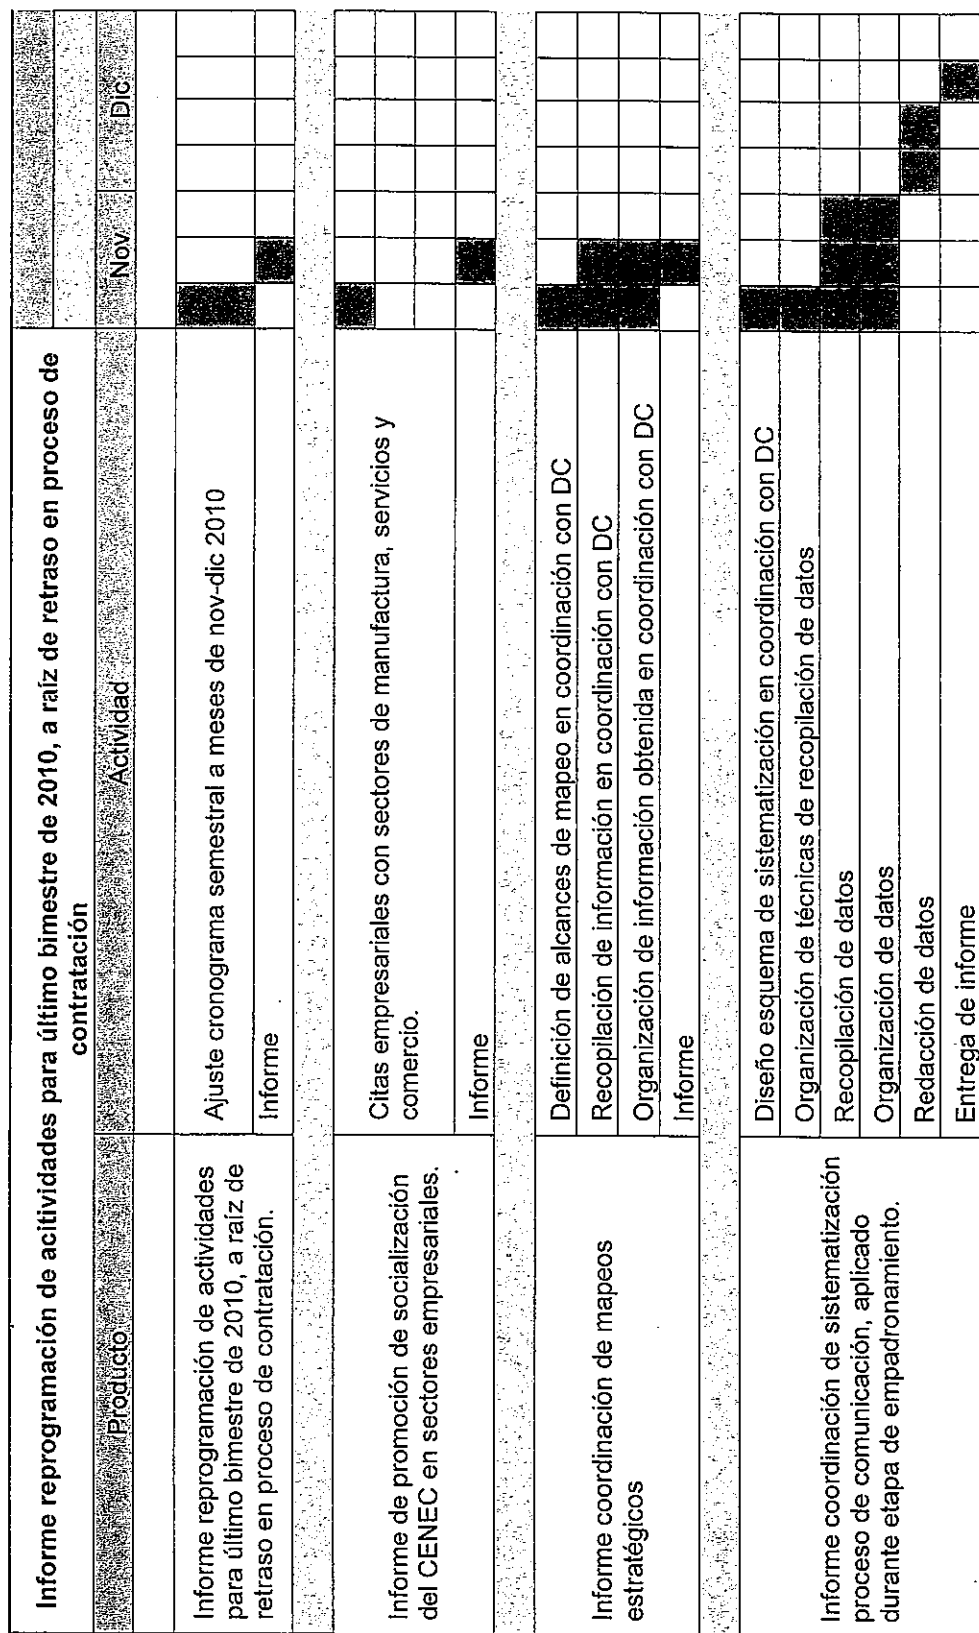 Informe reprogramación de acitividades para último bimestre de 2010, a raíz de retraso en proceso de
contratación
Producto
Actividad
Nov.
Dic.
Informe reprogramación de actividades
para último bimestre de 2010, a raíz de
retraso en proceso de contratación.
Ajuste cronograma semestral a meses de nov-dic 2010
Informe
Informe de promoción de socialización
del CENEC en sectores empresariales.
Citas empresariales con sectores de manufactura, servicios y
comercio.
Informe
Informe coordinación de mapeos
estratégicos
Definición de alcances de mapeo en coordinación con DC
Recopilación de información en coordinación con DC
Organización de información obtenida en coordinación con DC
Informe
Informe coordinación de sistematización
proceso de comunicación, aplicado
durante etapa de empadronamiento.
Diseño esquema de sistematización en coordinación con DC
Organización de técnicas de recopilación de datos
Recopilación de datos
Organización de datos
Redacción de datos
Entrega de informe